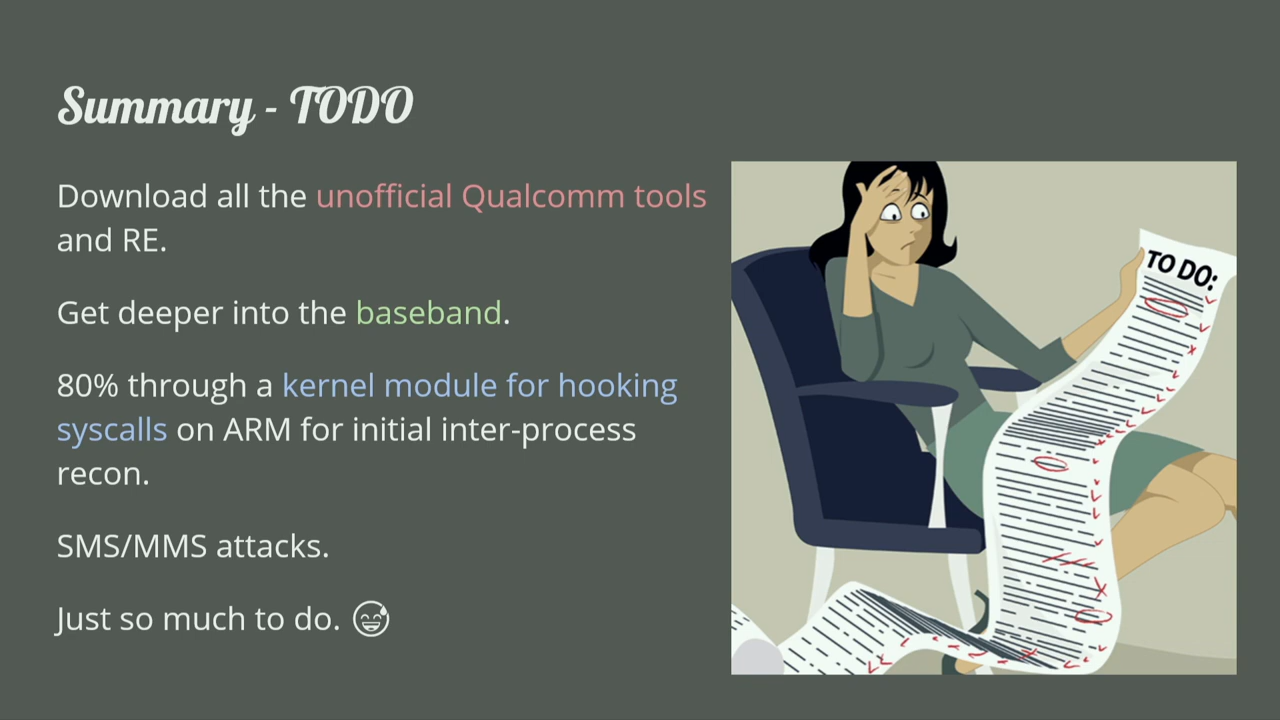 Summary - TODO
Download all the unofficial Qualcomm tools
and RE.
Get deeper into the baseband.
80% through a kernel module for hooking
syscalls on ARM for initial inter-process
recon.
SMS/MMS attacks.
Just so much to do. 😅
TO DO: